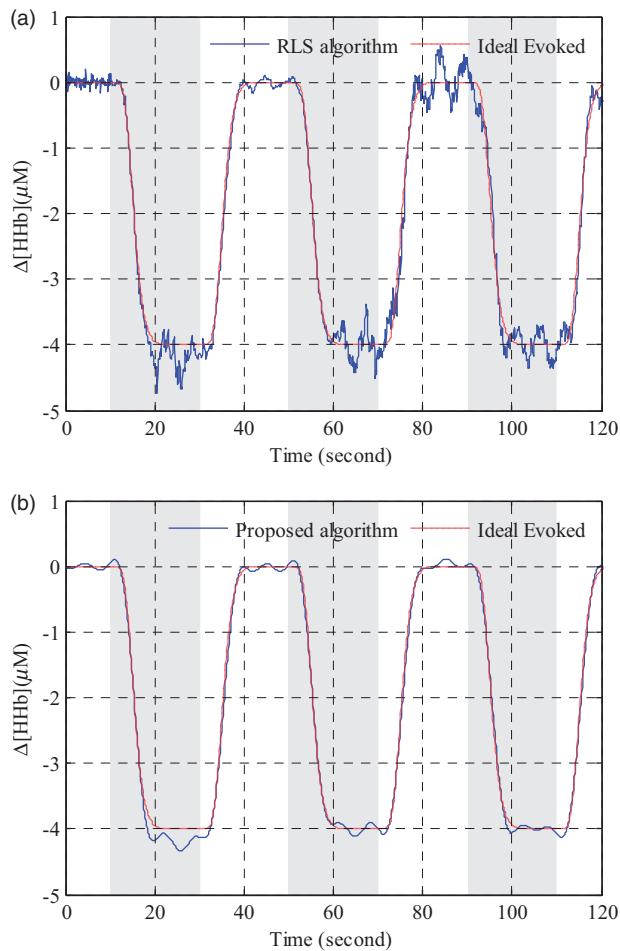 (a)
1
RLS algorithm
Ideal Evoked
0
-1
-2
-3
-4
-5
Δ[HHb](μM)
0
20
40
60
80
100
120
Time (second)
(b)
1
Proposed algorithm
Ideal Evoked
0
-1
-2
-3
-4
-5
Δ[HHb](μM)
0
20
40
60
80
100
120
Time (second)